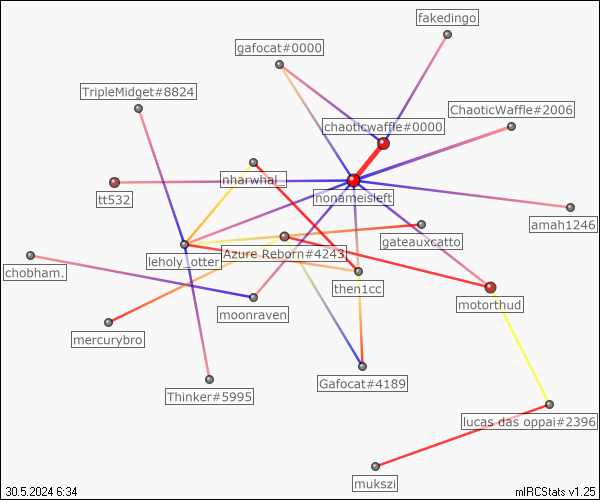 fakedingo
gafocat#0000
TripleMidget#8824
ChaoticWaffle#2006
chaoticwaffle#0000
nharwhal_
nonameisleft
tt532
amah1246
gateauxcatto
leholy_otter
Azure Reborn#4243
chobham.
then1cc
motorthud
moonraven
mercurybro
Gafocat#4189
Thinker#5995
lucas das oppai#2396
mukszi
30.5.2024 6:34
mIRCStats v1.25